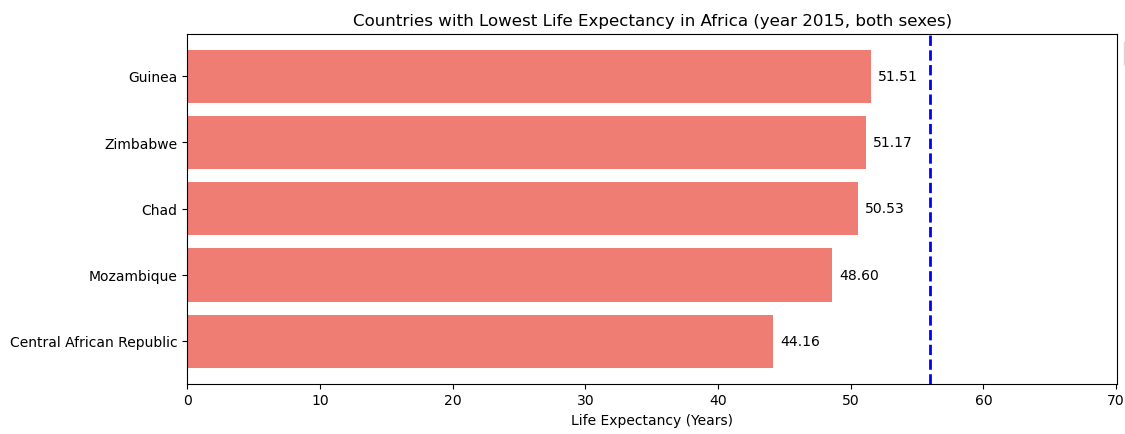 Countries with Lowest Life Expectancy in Africa (year 2015, both sexes)
Guinea
51.51
Zimbabwe
51.17
Chad
50.53
Mozambique
48.60
Central African Republic
44.16
0 10 20 30 40 50 60 70
Life Expectancy (Years)